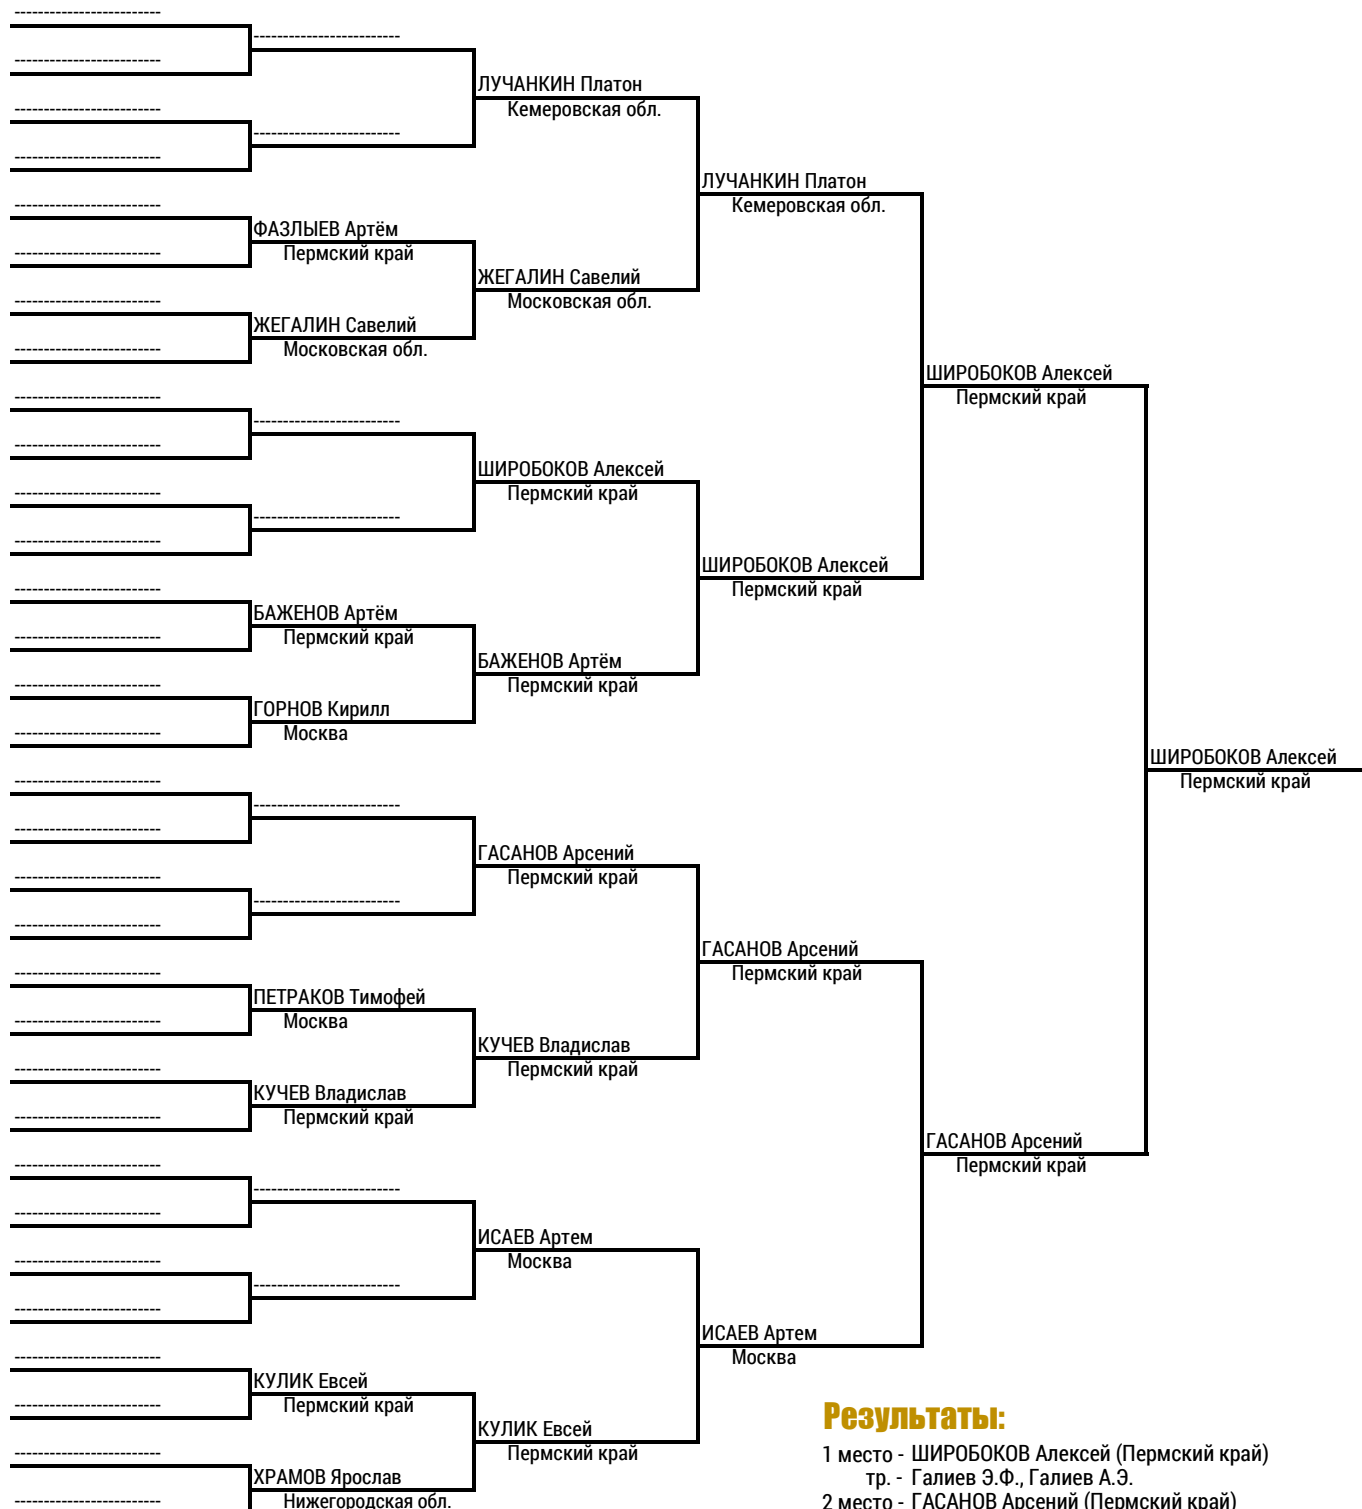 ЛУЧАНКИН Платон
Кемеровская обл.
ЛУЧАНКИН Платон
Кемеровская обл.
ФАЗЛЫЕВ Артём
Пермский край
ЖЕГАЛИН Савелий
Московская обл.
ЖЕГАЛИН Савелий
Московская обл.
ШИРОБОКОВ Алексей
Пермский край
ШИРОБОКОВ Алексей
Пермский край
ШИРОБОКОВ Алексей
Пермский край
БАЖЕНОВ Артём
Пермский край
БАЖЕНОВ Артём
Пермский край
ГОРНОВ Кирилл
Москва
ШИРОБОКОВ Алексей
Пермский край
ГАСАНОВ Арсений
Пермский край
ГАСАНОВ Арсений
Пермский край
ПЕТРАКОВ Тимофей
Москва
КУЧЕВ Владислав
Пермский край
КУЧЕВ Владислав
Пермский край
ГАСАНОВ Арсений
Пермский край
ИСАЕВ Артем
Москва
ИСАЕВ Артем
Москва
КУЛИК Евсей
Пермский край
КУЛИК Евсей
Пермский край
ХРАМОВ Ярослав
Нижегородская обл.
Результаты:
1 место - ШИРОБОКОВ Алексей (Пермский край)
тр. - Галиев Э.Ф., Галиев А.Э.
2 место - ГАСАНОВ Арсений (Пермский край)